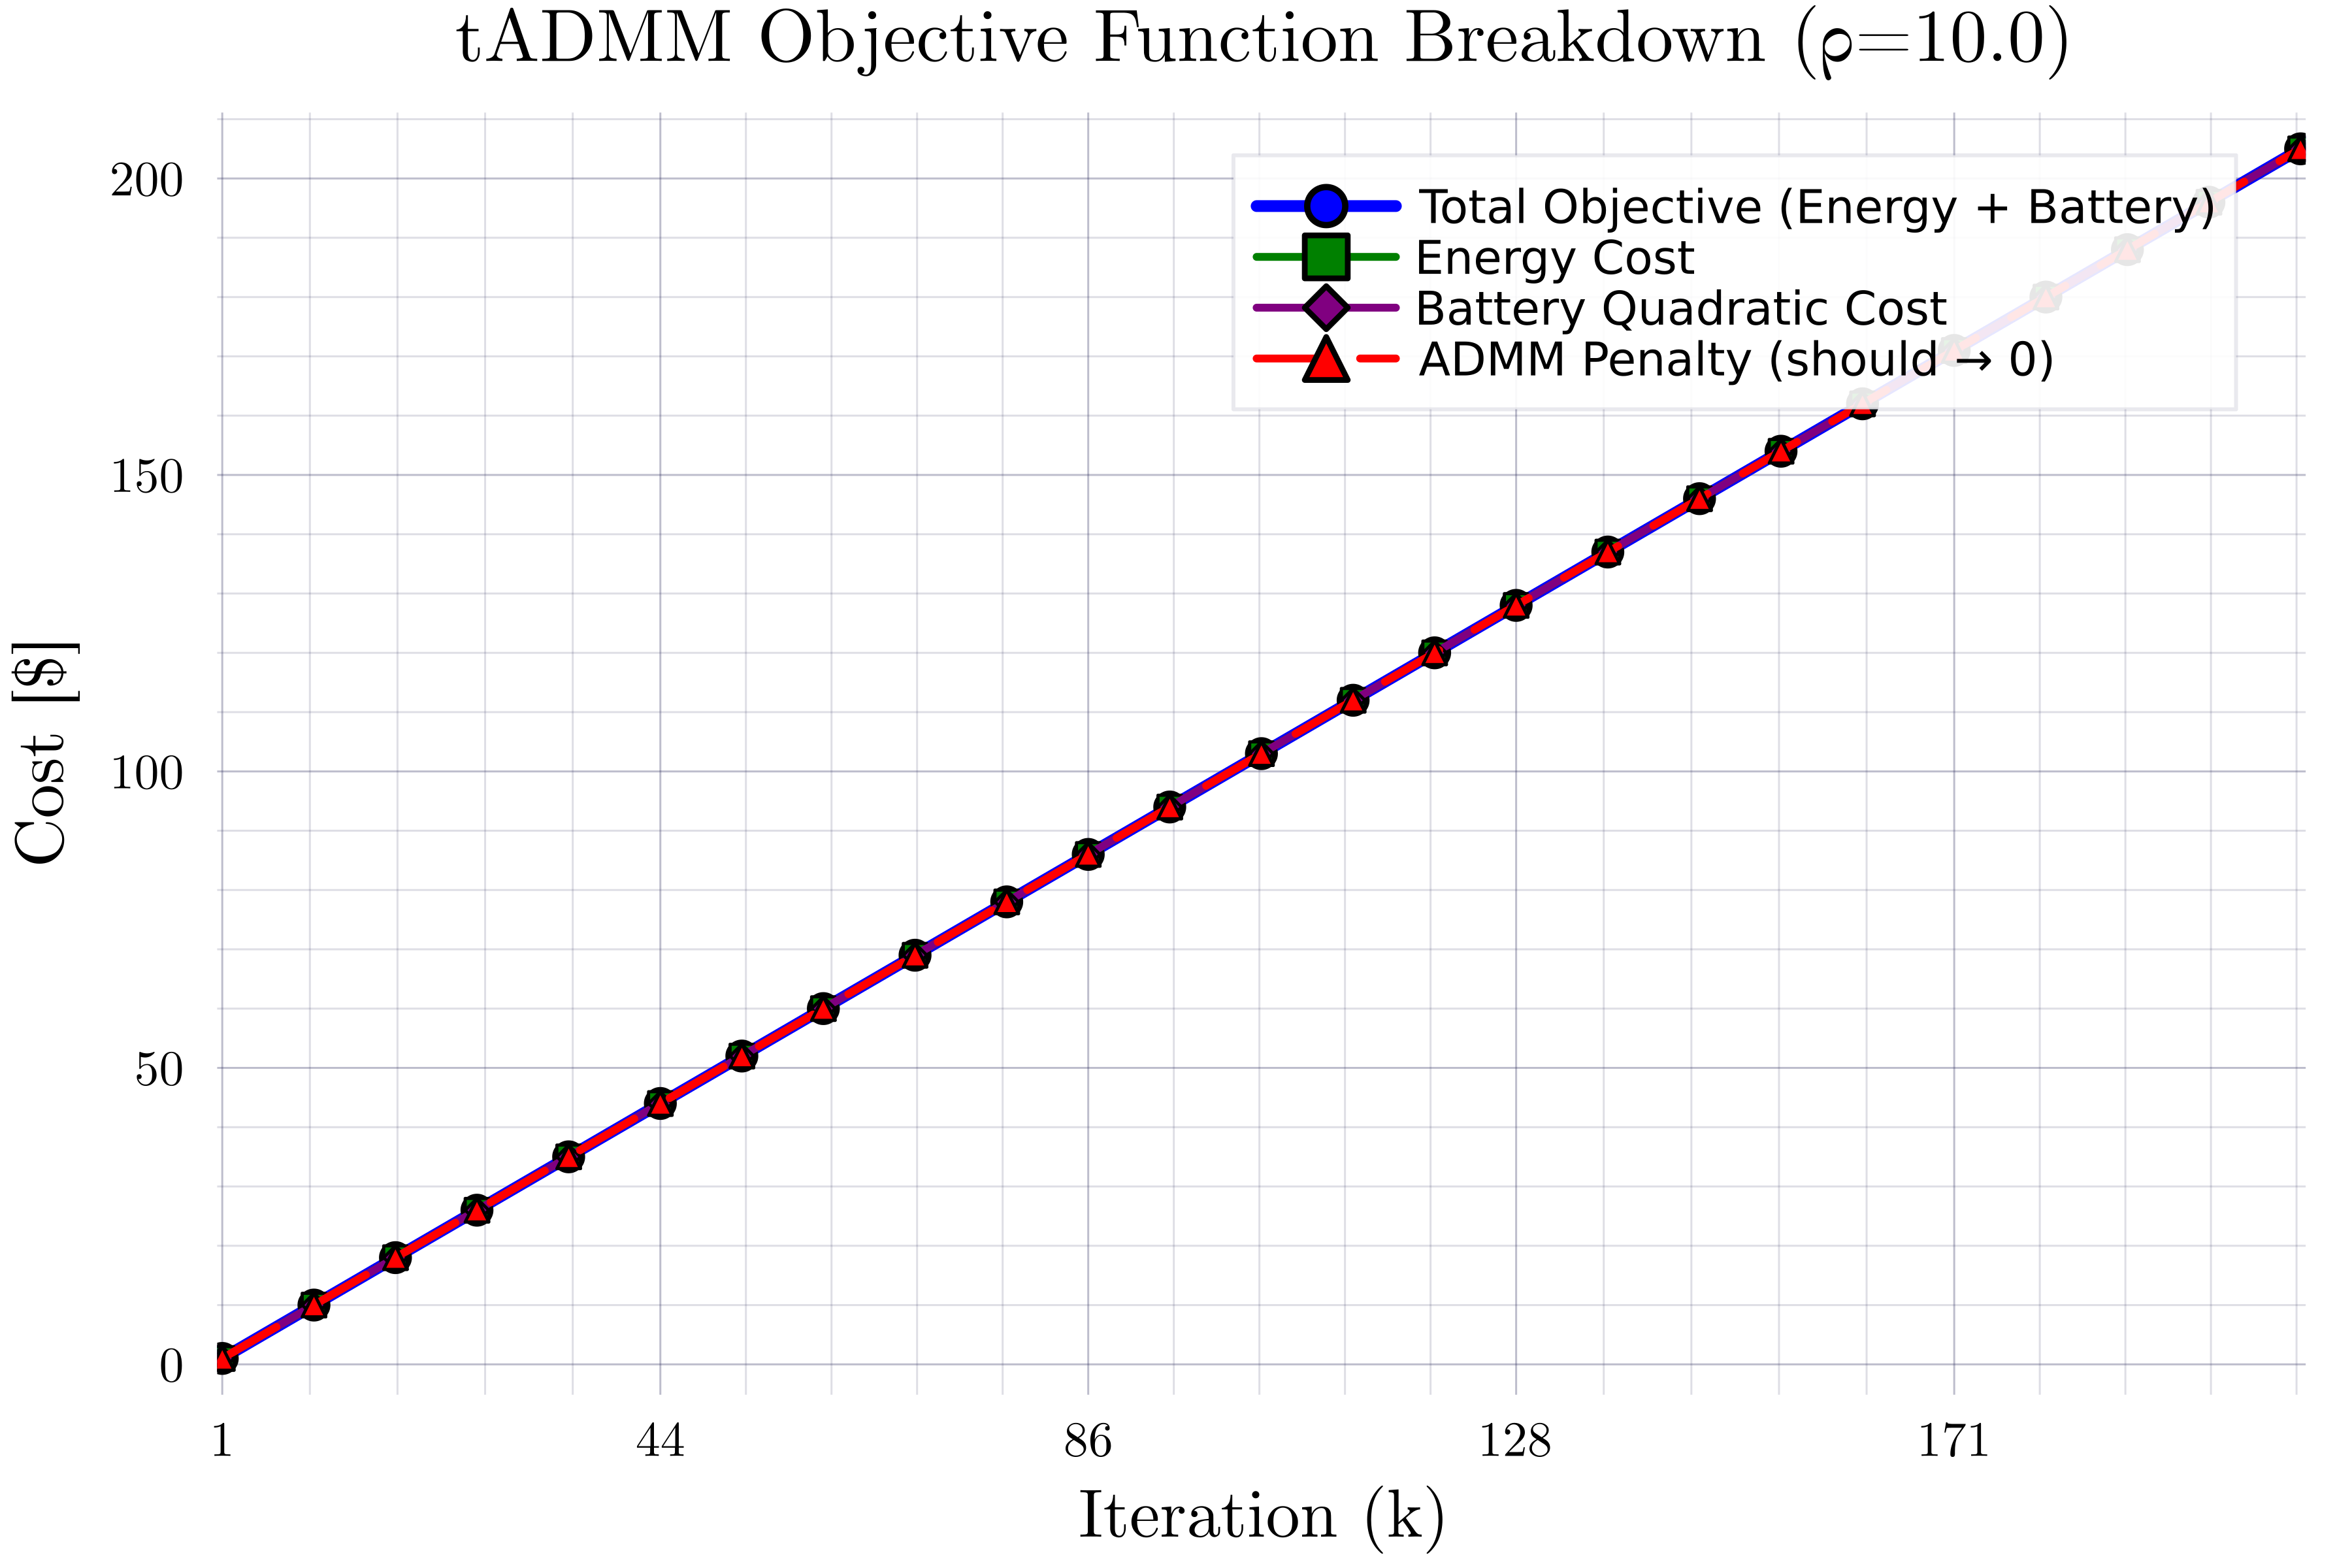 tADMM Objective Function Breakdown (ρ=10.0)
Total Objective (Energy + Battery)
Energy Cost
Battery Quadratic Cost
ADMM Penalty (should → 0)
Cost [$]
200
150
100
50
0
1 44 86 128 171
Iteration (k)